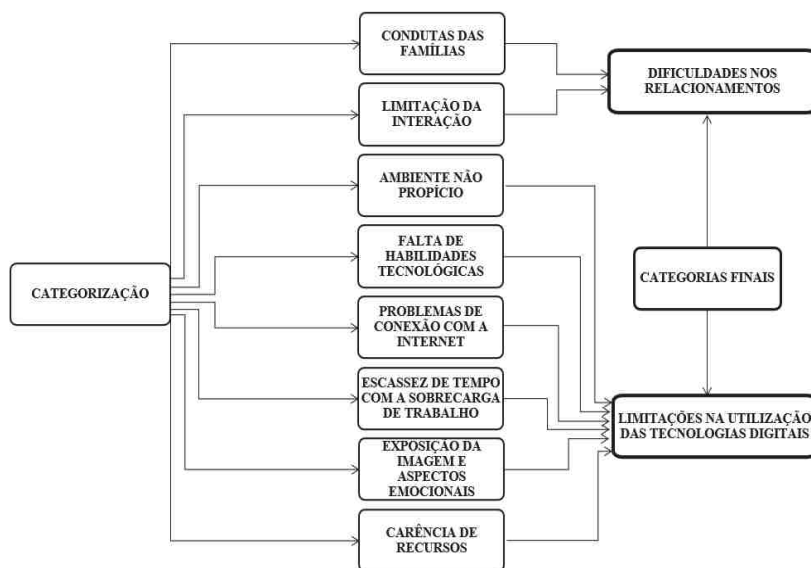 CONDUTAS DAS
FAMÍLIAS
LIMITAÇÃO DA
INTERAÇÃO
AMBIENTE NÃO
PROPÍCIO
FALTA DE
HABILIDADES
TECNOLÓGICAS
PROBLEMAS DE
CONEXÃO COM A
INTERNET
ESCASSEZ DE TEMPO
COM A SOBRECARGA
DE TRABALHO
EXPOSIÇÃO DA
IMAGEM E
ASPECTOS
EMOCIONAIS
CARÊNCIA DE
RECURSOS
CATEGORIZAÇÃO
DIFICULDADES NOS
RELACIONAMENTOS
CATEGORIAS FINAIS
LIMITAÇÕES NA UTILIZAÇÃO
DAS TECNOLOGIAS DIGITAIS